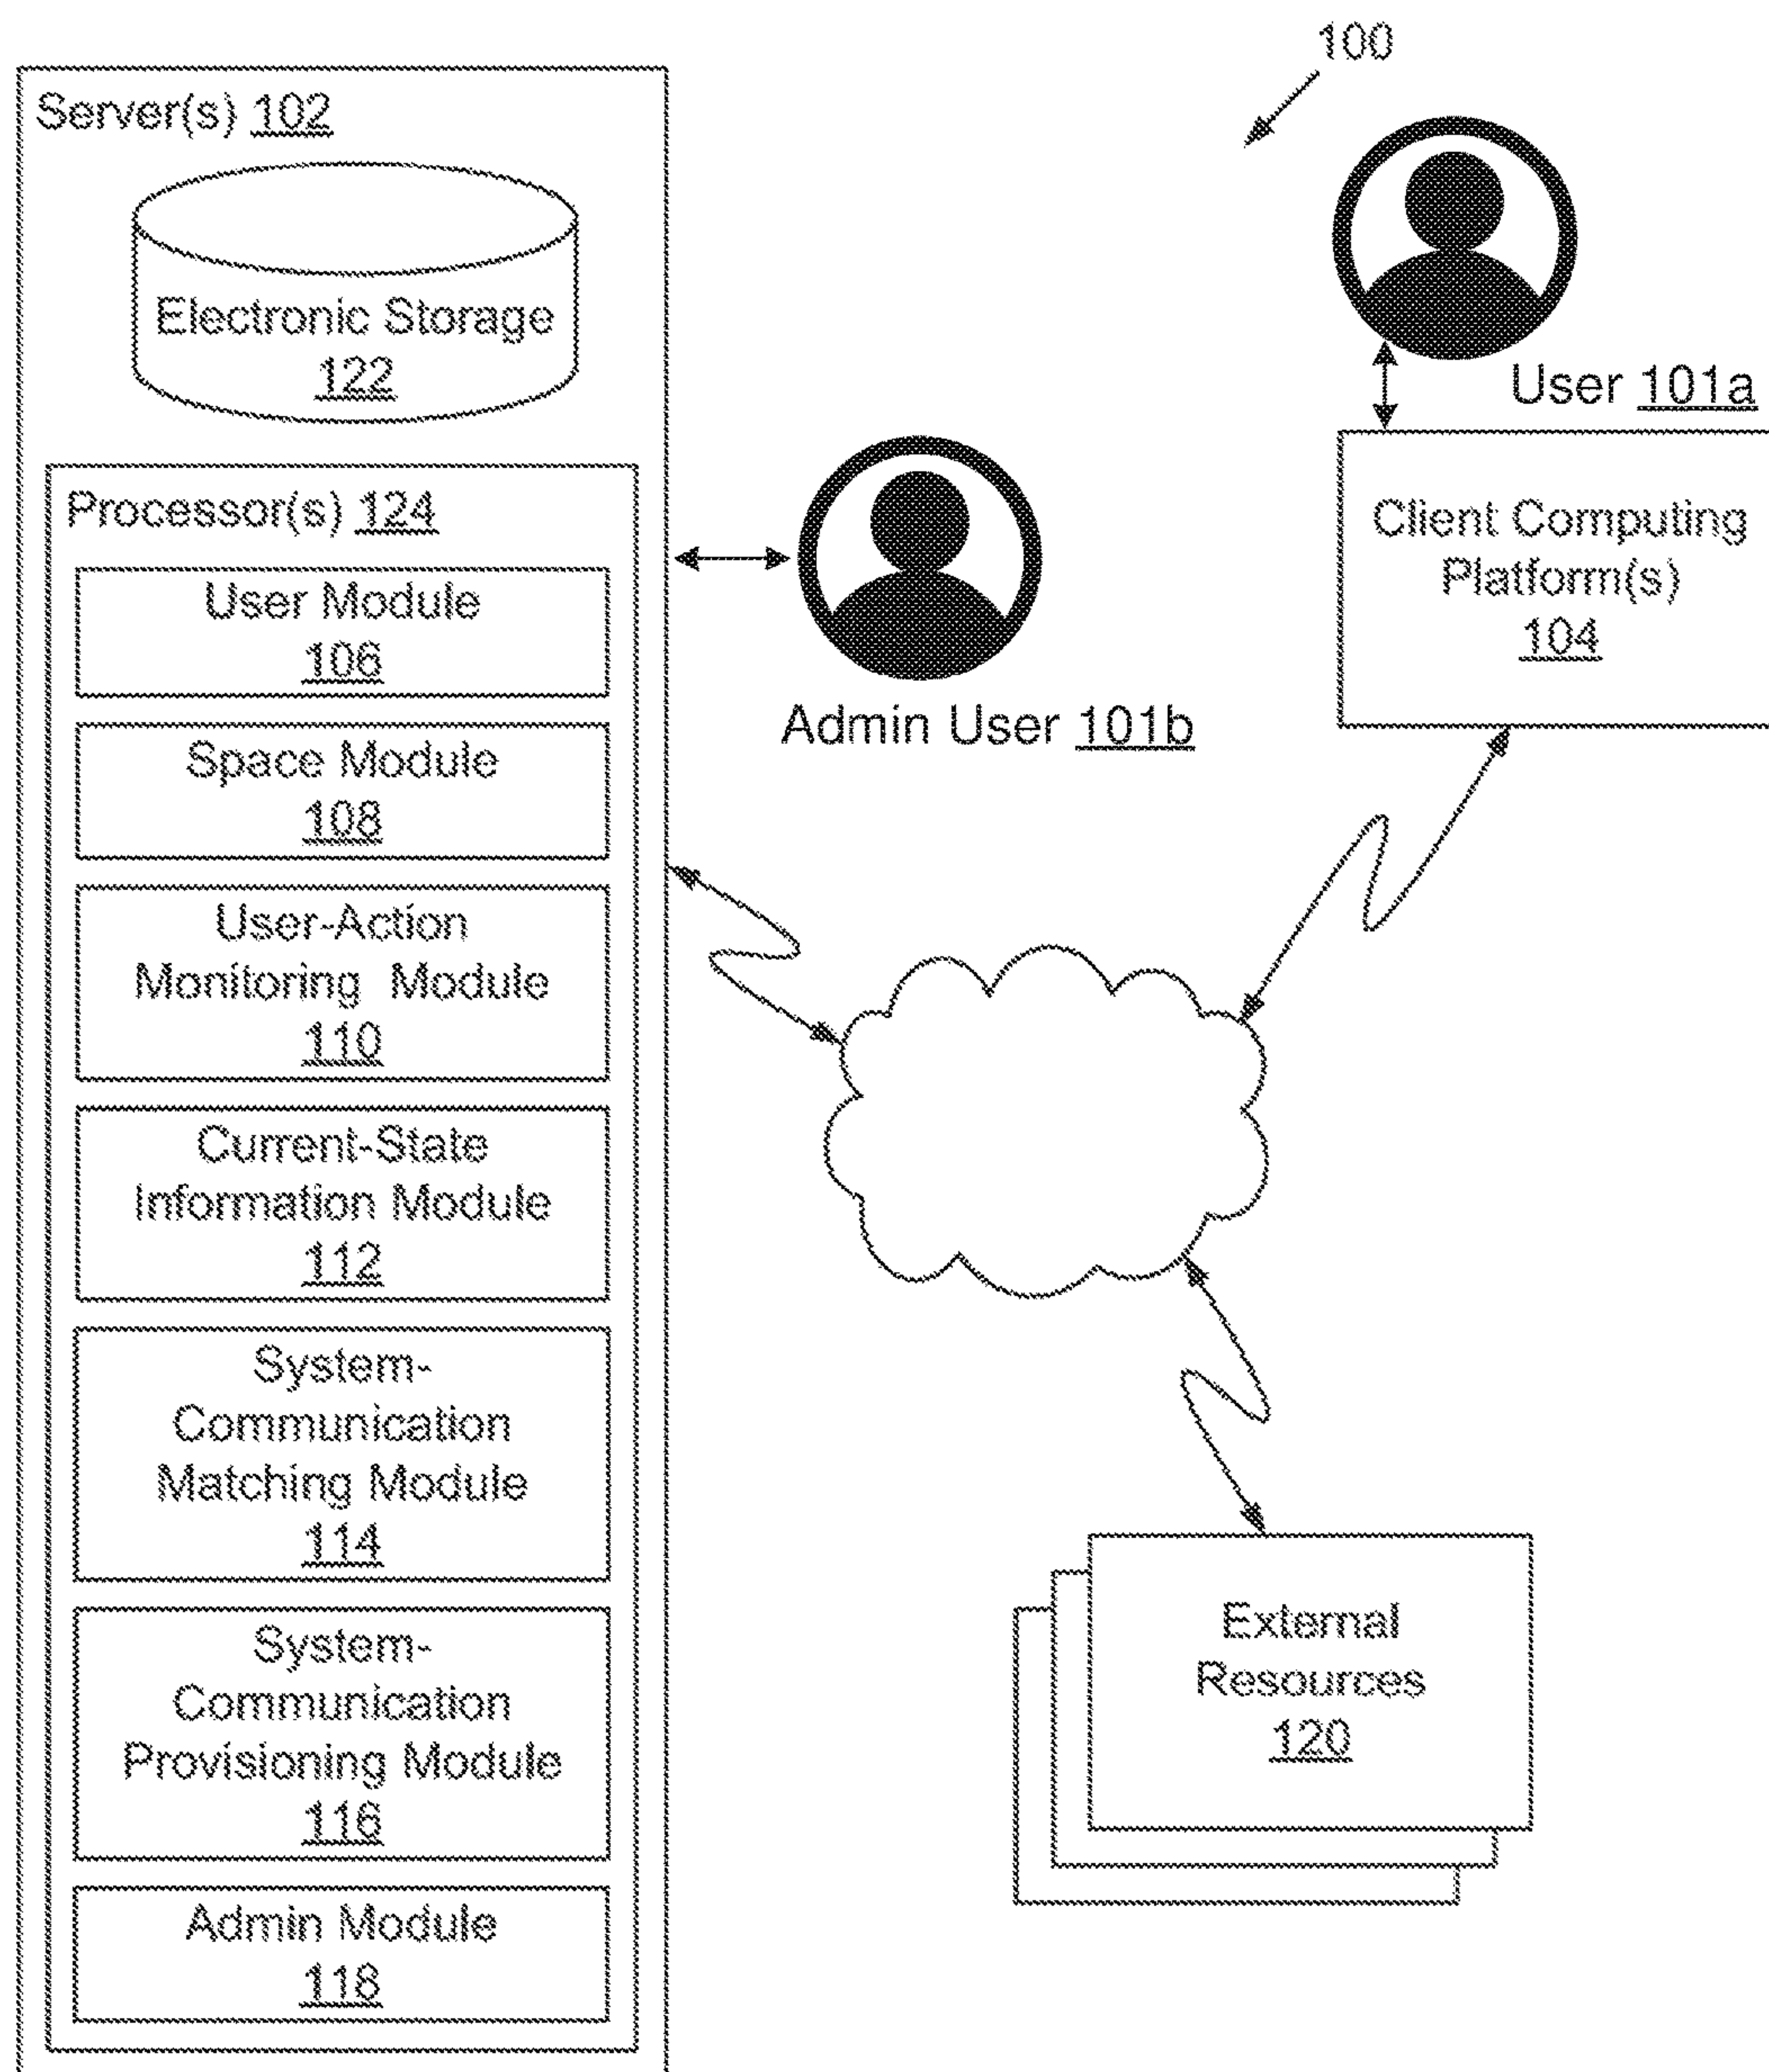 100
Server(s) 102
Electronic Storage
122
User 101a
Processor(s) 124
User Module
106
Space Module
108
User-Action
Monitoring Module
110
Current-State
Information Module
112
System-
Communication
Matching Module
114
System-
Communication
Provisioning Module
116
Admin Module
118
Admin User 101b
Client Computing
Platform(s)
104
External
Resources
120